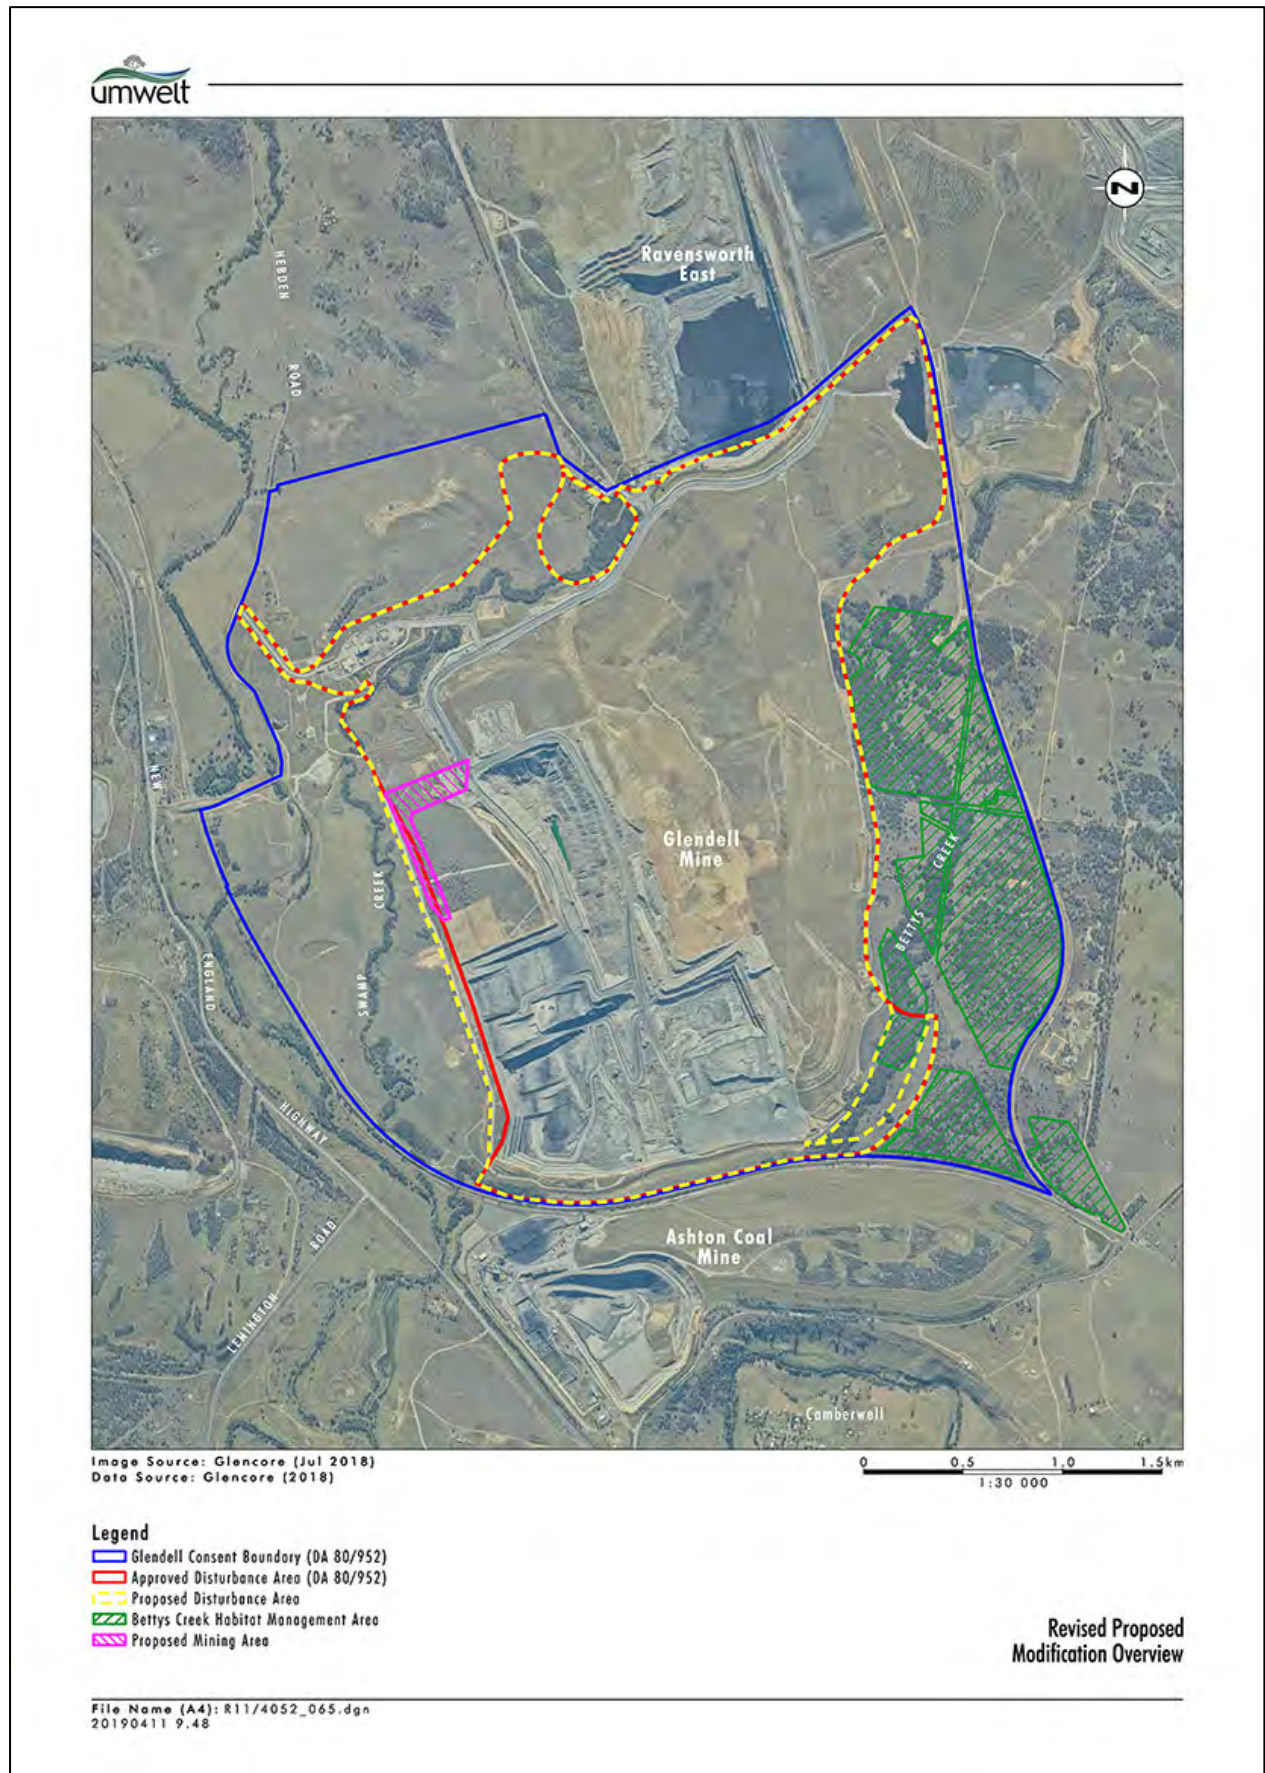 umwelt
N
Ravensworth
East
HEBDEN
ROAD
NEW
ENGLAND
HIGHWAY
Glendell
Mine
CREEK
SWAMP
BETTYS
CREEK
LEMINGTON
ROAD
Ashton Coal
Mine
Camberwell
Image Source: Glencore (Jul 2018)
Data Source: Glencore (2018)
0 0.5 1.0 1.5km
1:30 000
Legend
Glendell Consent Boundary (DA 80/952)
Approved Disturbance Area (DA 80/952)
Proposed Disturbance Area
Bettys Creek Habitat Management Area
Proposed Mining Area
Revised Proposed
Modification Overview
File Name (A4): R11/4052_065.dgn
20190411 9.48